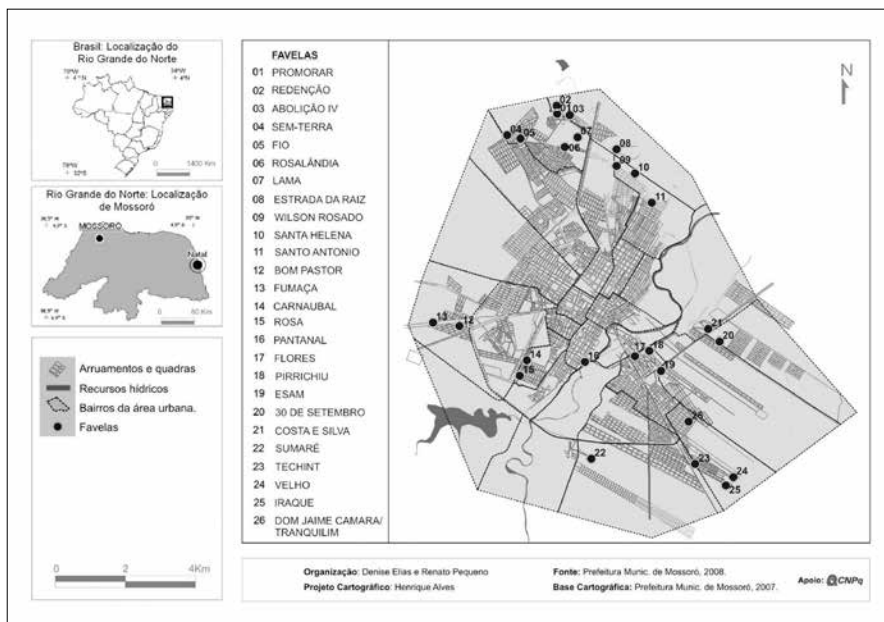 Brasil: Localização do
Rio Grande do Norte
0
1400 Km
Rio Grande do Norte: Localização
de Mossoró
MOSSORÓ
Natal
0
60 Km
Arruamentos e quadras
Recursos hídricos
Bairros da área urbana.
Favelas
0 2 4Km
FAVELAS
01 PROMORAR
02 REDENÇÃO
03 ABOLIÇÃO IV
04 SEM-TERRA
05 FIO
06 ROSALÂNDIA
07 LAMA
08 ESTRADA DA RAIZ
09 WILSON ROSADO
10 SANTA HELENA
11 SANTO ANTONIO
12 BOM PASTOR
13 FUMAÇA
14 CARNAUBAL
15 ROSA
16 PANTANAL
17 FLORES
18 PIRRICHIU
19 ESAM
20 30 DE SETEMBRO
21 COSTA E SILVA
22 SUMARÉ
23 TECHINT
24 VELHO
25 IRAQUE
26 DOM JAIME CAMARA/
TRANQUILIM
N
02
01 03
04 05
07
06
08
09
10
11
13 12
21
20
14
15
16
17 18
19
26
22
23
24
25
Organização: Denise Elias e Renato Pequeno
Projeto Cartográfico: Henrique Alves
Fonte: Prefeitura Munic. de Mossoró, 2008.
Base Cartográfica: Prefeitura Munic. de Mossoró, 2007.
Apoio: CNPq